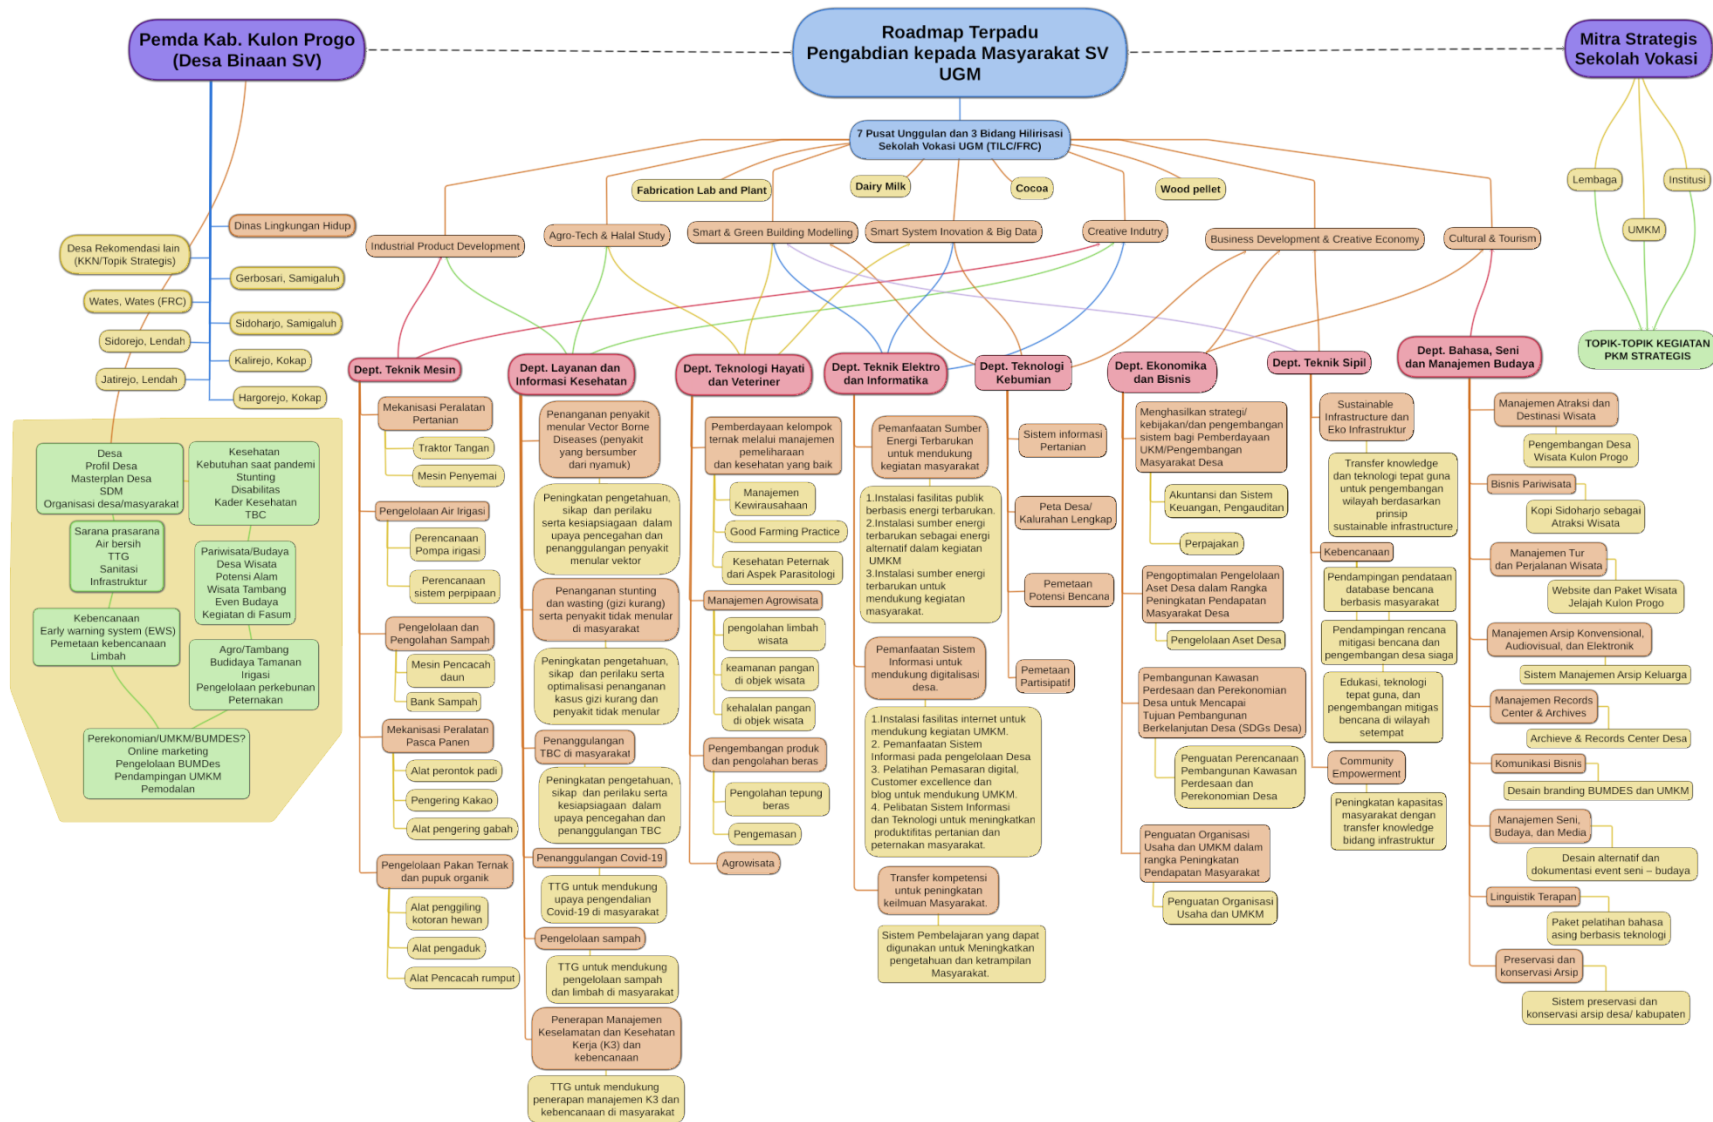 Pemda Kab. Kulon Progo
(Desa Binaan SV)
Roadmap Terpadu
Pengabdian kepada Masyarakat SV
UGM
Mitra Strategis
Sekolah Vokasi
7 Pusat Unggulan dan 3 Bidang Hilirisasi
Sekolah Vokasi UGM (TILC/FRC)
Fabrication Lab and Plant
Dairy Milk
Cocoa
Wood pellet
Lembaga
Institusi
UMKM
TOPIK-TOPIK KEGIATAN
PKM STRATEGIS
Industrial Product Development
Agro-Tech & Halal Study
Smart & Green Building Modelling
Smart System Inovation & Big Data
Creative Indutry
Business Development & Creative Economy
Cultural & Tourism
Dinas Lingkungan Hidup
Desa Rekomendasi lain
(KKN/Topik Strategis)
Gerbosari, Samigaluh
Wates, Wates (FRC)
Sidoharjo, Samigaluh
Sidorejo, Lendah
Kalirejo, Kokap
Jatirejo, Lendah
Hargorejo, Kokap
Desa
Profil Desa
Masterplan Desa
SDM
Organisasi desa/masyarakat
Kesehatan
Kebutuhan saat pandemi
Stunting
Disabilitas
Kader Kesehatan
TBC
Sarana prasarana
Air bersih
TTG
Sanitasi
Infrastruktur
Pariwisata/Budaya
Desa Wisata
Potensi Alam
Wisata Tambang
Even Budaya
Kegiatan di Fasum
Kebencanaan
Early warning system (EWS)
Pemetaan kebencanaan
Limbah
Agro/Tambang
Budidaya Tamanan
Irigasi
Pengelolaan perkebunan
Peternakan
Perekonomian/UMKM/BUMDES?
Online marketing
Pengelolaan BUMDes
Pendampingan UMKM
Pemodalan
Dept. Teknik Mesin
Mekanisasi Peralatan
Pertanian
Traktor Tangan
Mesin Penyemai
Pengelolaan Air Irigasi
Perencanaan
Pompa irigasi
Perencanaan
sistem perpipaan
Pengelolaan dan
Pengolahan Sampah
Mesin Pencacah
daun
Bank Sampah
Mekanisasi Peralatan
Pasca Panen
Alat perontok padi
Pengering Kakao
Alat pengering gabah
Pengelolaan Pakan Ternak
dan pupuk organik
Alat penggiling
kotoran hewan
Alat pengaduk
Alat Pencacah rumput
Dept. Layanan dan
Informasi Kesehatan
Penanganan penyakit
menular Vector Borne
Diseases (penyakit
yang bersumber
dari nyamuk)
Peningkatan pengetahuan,
sikap dan perilaku
serta kesiapsiagaan dalam
upaya pencegahan dan
penanggulangan penyakit
menular vektor
Penanganan stunting
dan wasting (gizi kurang)
serta penyakit tidak menular
di masyarakat
Peningkatan pengetahuan,
sikap dan perilaku serta
optimalisasi penanganan
kasus gizi kurang dan
penyakit tidak menular
Penanggulangan
TBC di masyarakat
Peningkatan pengetahuan,
sikap dan perilaku serta
kesiapsiagaan dalam
upaya pencegahan dan
penanggulangan TBC
Penanggulangan Covid-19
TTG untuk mendukung
upaya pengendalian
Covid-19 di masyarakat
Pengelolaan sampah
TTG untuk mendukung
pengelolaan sampah
dan limbah di masyarakat
Penerapan Manajemen
Keselamatan dan Kesehatan
Kerja (K3) dan
kebencanaan
TTG untuk mendukung
penerapan manajemen K3 dan
kebencanaan di masyarakat
Dept. Teknologi Hayati
dan Veteriner
Pemberdayaan kelompok
ternak melalui manajemen
pemeliharaan
dan kesehatan yang baik
Manajemen
Kewirausahaan
Good Farming Practice
Kesehatan Peternak
dari Aspek Parasitologi
Manajemen Agrowisata
pengolahan limbah
wisata
keamanan pangan
di objek wisata
kehalalan pangan
di objek wisata
Pengembangan produk
dan pengolahan beras
Pengolahan tepung
beras
Pengemasan
Agrowisata
Dept. Teknik Elektro
dan Informatika
Pemanfaatan Sumber
Energi Terbarukan
untuk mendukung
kegiatan masyarakat
1.Instalasi fasilitas publik
berbasis energi terbarukan.
2.Instalasi sumber energi
terbarukan sebagai energi
alternatif dalam kegiatan
UMKM
3.Instalasi sumber energi
terbarukan untuk
mendukung kegiatan
masyarakat.
Pemanfaatan Sistem
Informasi untuk
mendukung digitalisasi
desa.
1.Instalasi fasilitas internet untuk
mendukung kegiatan UMKM.
2. Pemanfaatan Sistem
Informasi pada pengelolaan Desa
3. Pelatihan Pemasaran digital,
Customer excellence dan
blog untuk mendukung UMKM.
4. Pelibatan Sistem Informasi
dan Teknologi untuk meningkatkan
produktifitas pertanian dan
peternakan masyarakat.
Transfer kompetensi
untuk peningkatan
keilmuan Masyarakat.
Sistem Pembelajaran yang dapat
digunakan untuk Meningkatkan
pengetahuan dan ketrampilan
Masyarakat.
Dept. Teknologi
Kebumian
Sistem informasi
Pertanian
Peta Desa/
Kalurahan Lengkap
Pemetaan
Potensi Bencana
Pemetaan
Partisipatif
Dept. Ekonomika
dan Bisnis
Menghasilkan strategi/
kebijakan/dan pengembangan
sistem bagi Pemberdayaan
UKM/Pengembangan
Masyarakat Desa
Akuntansi dan Sistem
Keuangan, Pengauditan
Perpajakan
Pengoptimalan Pengelolaan
Aset Desa dalam Rangka
Peningkatan Pendapatan
Masyarakat Desa
Pengelolaan Aset Desa
Pembangunan Kawasan
Perdesaan dan Perekonomian
Desa untuk Mencapai
Tujuan Pembangunan
Berkelanjutan Desa (SDGs Desa)
Penguatan Perencanaan
Pembangunan Kawasan
Perdesaan dan
Perekonomian Desa
Penguatan Organisasi
Usaha dan UMKM dalam
rangka Peningkatan
Pendapatan Masyarakat
Penguatan Organisasi
Usaha dan UMKM
Dept. Teknik Sipil
Sustainable
Infrastructure dan
Eko Infrastruktur
Transfer knowledge
dan teknologi tepat guna
untuk pengembangan
wilayah berdasarkan
prinsip
sustainable infrastructure
Kebencanaan
Pendampingan pendataan
database bencana
berbasis masyarakat
Pendampingan rencana
mitigasi bencana dan
pengembangan desa siaga
Edukasi, teknologi
tepat guna, dan
pengembangan mitigas
bencana di wilayah
setempat
Community
Empowerment
Peningkatan kapasitas
masyarakat dengan
transfer knowledge
bidang infrastruktur
Dept. Bahasa, Seni
dan Manajemen Budaya
Manajemen Atraksi dan
Destinasi Wisata
Pengembangan Desa
Wisata Kulon Progo
Bisnis Pariwisata
Kopi Sidoharjo sebagai
Atraksi Wisata
Manajemen Tur
dan Perjalanan Wisata
Website dan Paket Wisata
Jelajah Kulon Progo
Manajemen Arsip Konvensional,
Audiovisual, dan Elektronik
Sistem Manajemen Arsip Keluarga
Manajemen Records
Center & Archives
Archieve & Records Center Desa
Komunikasi Bisnis
Desain branding BUMDES dan UMKM
Manajemen Seni,
Budaya, dan Media
Desain alternatif dan
dokumentasi event seni – budaya
Linguistik Terapan
Paket pelatihan bahasa
asing berbasis teknologi
Preservasi dan
konservasi Arsip
Sistem preservasi dan
konservasi arsip desa/ kabupaten